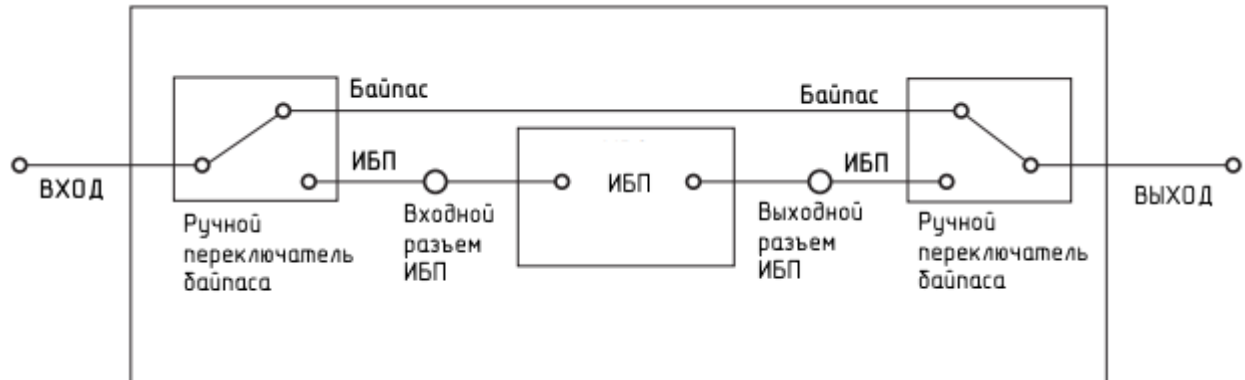 Байпас
Байпас
ВХОД
ИБП
ИБП
ИБП
ВЫХОД
Ручной
переключатель
байпаса
Входной
разъем
ИБП
Выходной
разъем
ИБП
Ручной
переключатель
байпаса